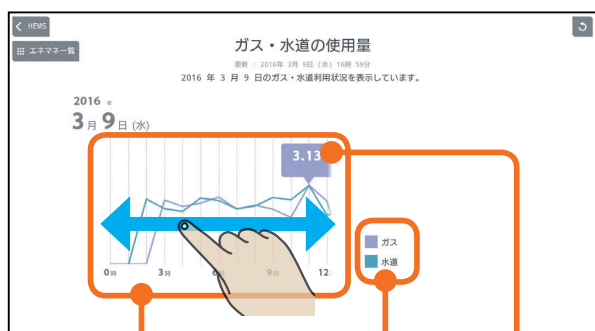 HEMS
エネマネ一覧
ガス・水道の使用量
更新 : 2016年 3月 9日 (水) 16時 59分
2016 年 3 月 9 日のガス・水道利用状況を表示しています。
2016 年
3月 9日 (水)
3.13
ガス
水道
0時 3時 6 9時 12